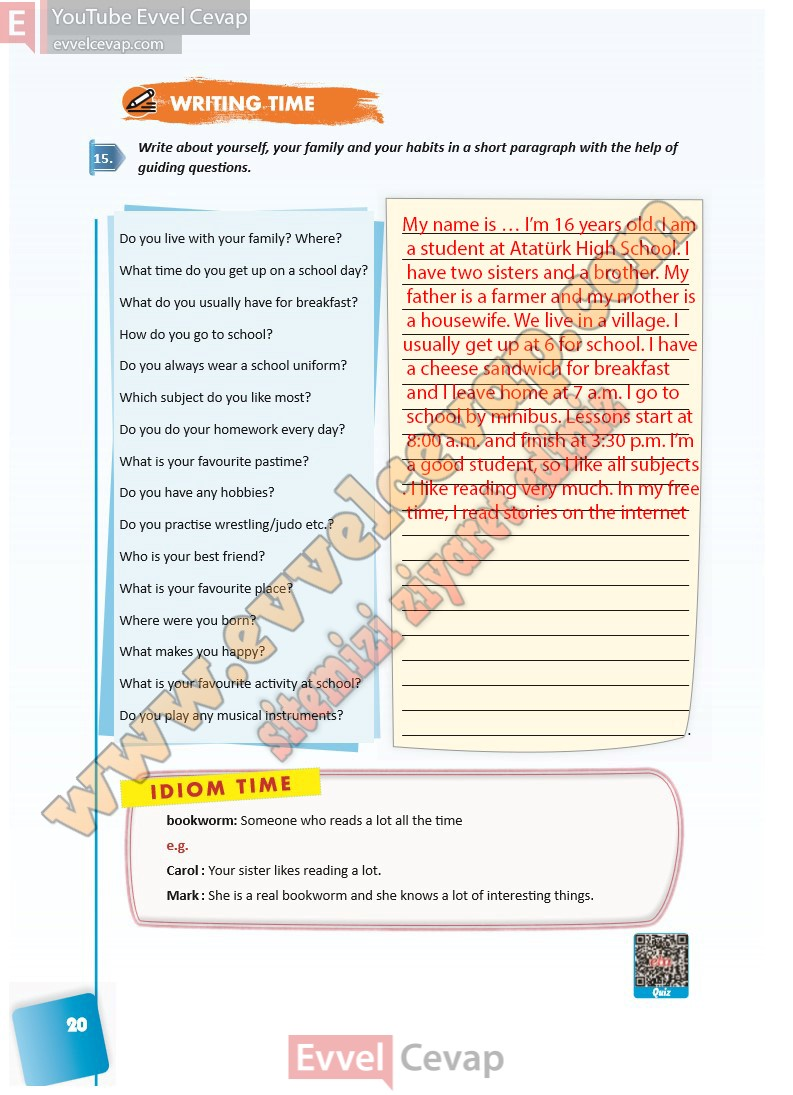 E YouTube Evvel Cevap
evvelcevap.com
WRITING TIME
15.
Write about yourself, your family and your habits in a short paragraph with the help of
guiding questions.
Do you live with your family? Where?
What time do you get up on a school day?
What do you usually have for breakfast?
How do you go to school?
Do you always wear a school uniform?
Which subject do you like most?
Do you do your homework every day?
What is your favourite pastime?
Do you have any hobbies?
Do you practise wrestling/judo etc.?
Who is your best friend?
What is your favourite place?
Where were you born?
What makes you happy?
What is your favourite activity at school?
Do you play any musical instruments?
My name is … I'm 16 years old. I am
a student at Atatürk High School. I
have two sisters and a brother. My
father is a farmer and my mother is
a housewife. We live in a village. I
usually get up at 6 for school. I have
a cheese sandwich for breakfast
and I leave home at 7 a.m. I go to
school by minibus. Lessons start at
8:00 a.m. and finish at 3:30 p.m. I'm
a good student, so I like all subjects
. I like reading very much. In my free
time, I read stories on the internet
.
www.evvelcevap.com
sitemizi ziyaret ediniz
IDIOM TIME
bookworm: Someone who reads a lot all the time
e.g.
Carol : Your sister likes reading a lot.
Mark : She is a real bookworm and she knows a lot of interesting things.
Quiz
20
Evvel Cevap